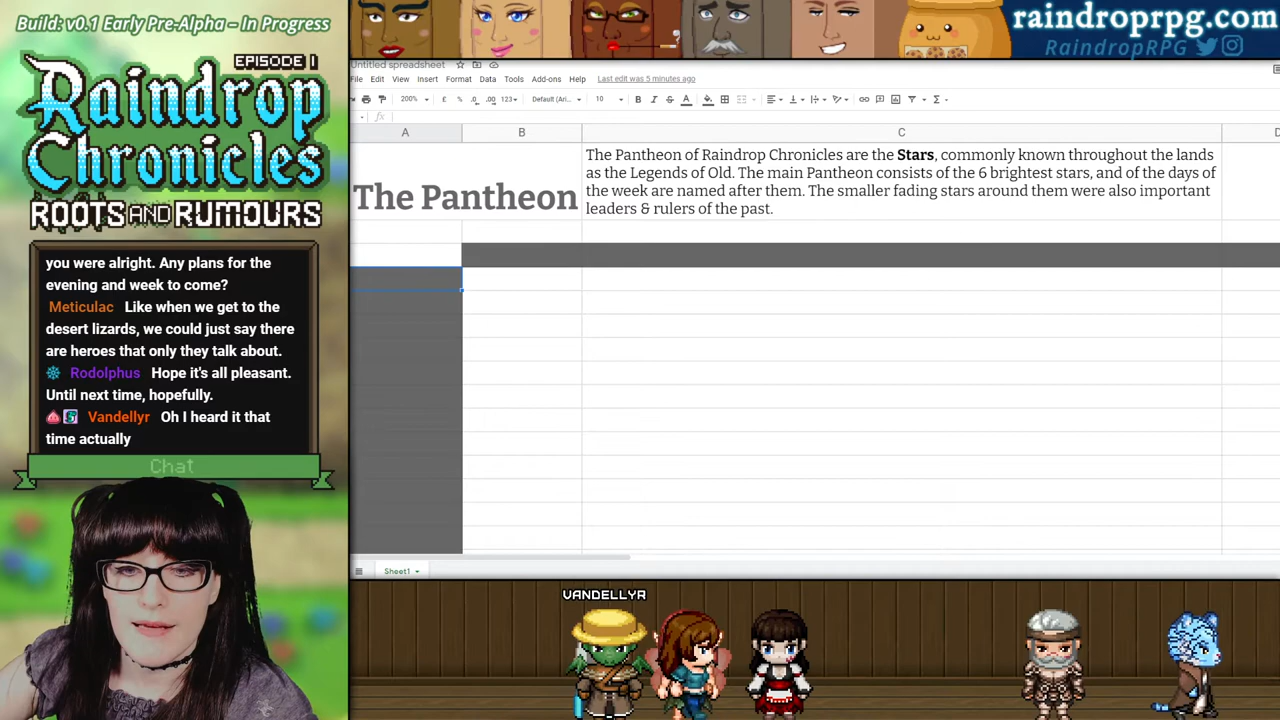 Build: v0.1 Early Pre-Alpha – In Progress
EPISODE I
Raindrop
Chronicles
ROOTS AND RUMOURS
you were alright. Any plans for the
evening and week to come?
Meticulac Like when we get to the
desert lizards, we could just say there
are heroes that only they talk about.
Rodolphus Hope it's all pleasant.
Until next time, hopefully.
Vandellyr Oh I heard it that
time actually
Chat
raindroprpg.com
RaindropRPG
Untitled spreadsheet
File Edit View Insert Format Data Tools Add-ons Help Last edit was 5 minutes ago
200% £ % .0 .00 123 Default (Ari... 10 B I S A
fx
A B C D
The Pantheon
The Pantheon of Raindrop Chronicles are the Stars, commonly known throughout the lands
as the Legends of Old. The main Pantheon consists of the 6 brightest stars, and of the days of
the week are named after them. The smaller fading stars around them were also important
leaders & rulers of the past.
Sheet1
VANDELLYR